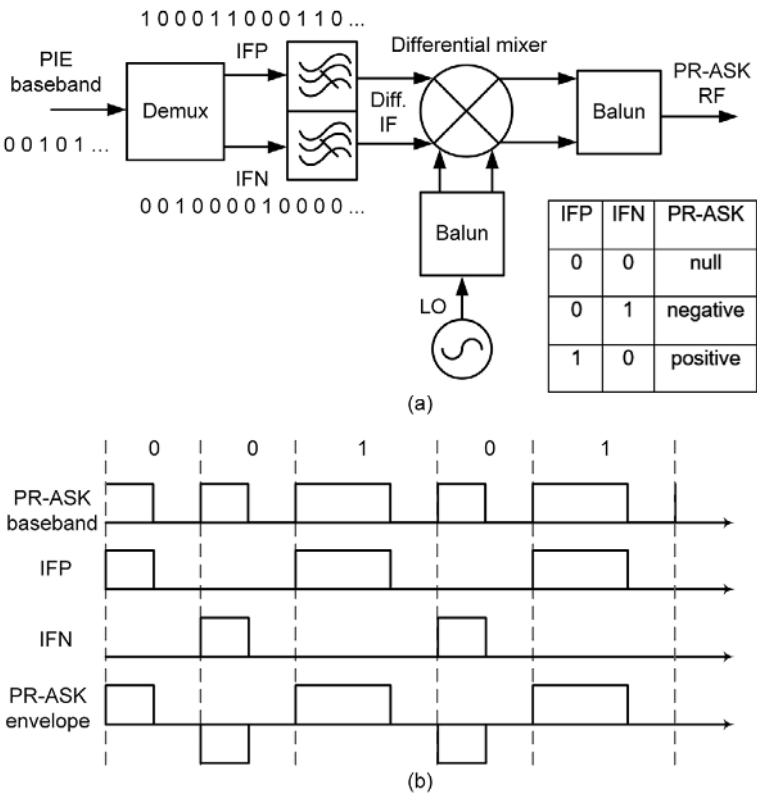 1 0 0 0 1 1 0 0 0 1 1 0 ...
PIE
baseband
IFP
Differential mixer
PR-ASK
RF
Demux
Diff.
IF
Balun
0 0 1 0 1 ...
IFN
0 0 1 0 0 0 0 1 0 0 0 0 ...
Balun
LO
IFP IFN PR-ASK
0 0 null
0 1 negative
1 0 positive
(a)
0 0 1 0 1
PR-ASK
baseband
IFP
IFN
PR-ASK
envelope
(b)